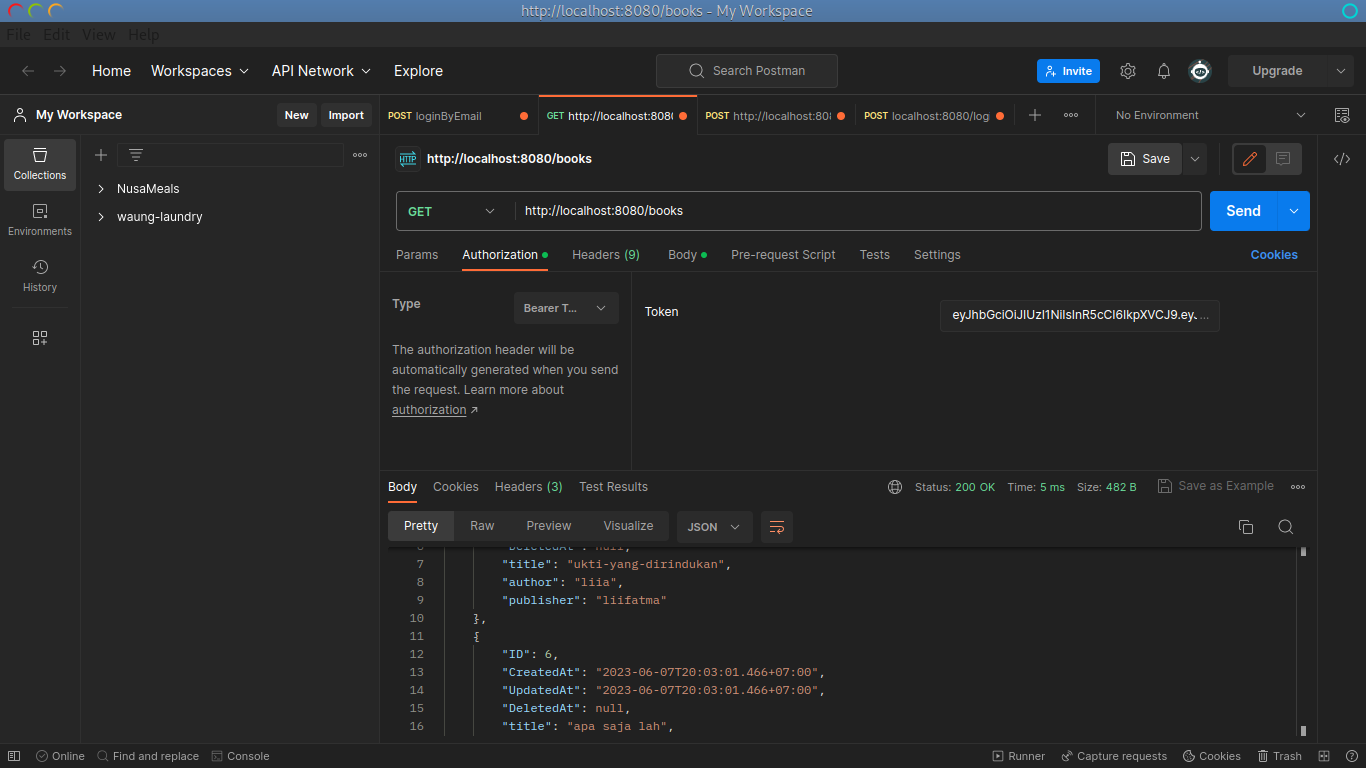 http://localhost:8080/books - My Workspace
File Edit View Help
Home Workspaces API Network Explore Search Postman Invite Upgrade
My Workspace New Import
POST loginByEmail GET http://localhost:808 POST http://localhost:80 POST localhost:8080/log No Environment
HTTP http://localhost:8080/books Save
Collections
Environments
History
NusaMeals
waung-laundry
GET http://localhost:8080/books Send
Params Authorization Headers (9) Body Pre-request Script Tests Settings Cookies
Type Bearer T...
The authorization header will be
automatically generated when you send
the request. Learn more about
authorization ↗
Token eyJhbGciOiJIUzI1NiIsInR5cCI6IkpXVCJ9.ey. ...
Body Cookies Headers (3) Test Results Status: 200 OK Time: 5 ms Size: 482 B Save as Example
Pretty Raw Preview Visualize JSON
6 "DeletedAt": null,
7 "title": "ukti-yang-dirindukan",
8 "author": "liia",
9 "publisher": "liifatma"
10 },
11 {
12 "ID": 6,
13 "CreatedAt": "2023-06-07T20:03:01.466+07:00",
14 "UpdatedAt": "2023-06-07T20:03:01.466+07:00",
15 "DeletedAt": null,
16 "title": "apa saja lah",
Online Find and replace Console Runner Capture requests Cookies Trash